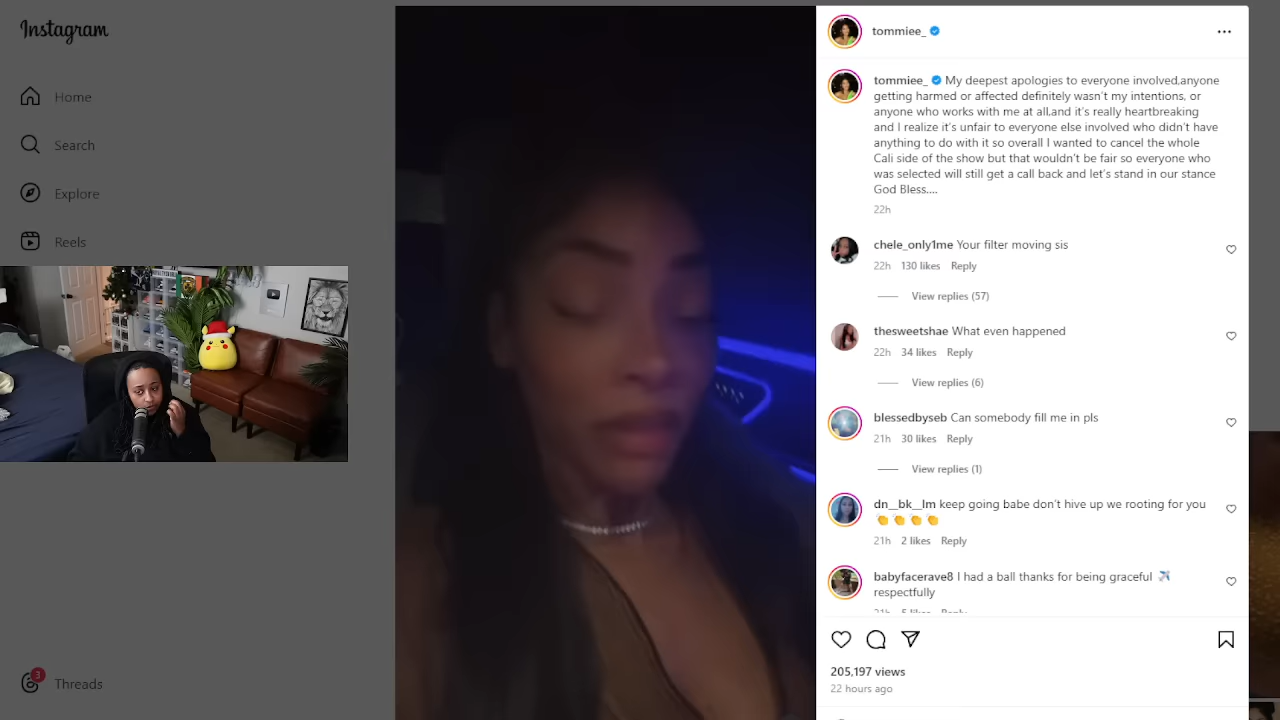 Instagram
Home
Search
Explore
Reels
3
Threads
tommiee_
tommiee_ My deepest apologies to everyone involved,anyone
getting harmed or affected definitely wasn't my intentions, or
anyone who works with me at all,and it's really heartbreaking
and I realize it's unfair to everyone else involved who didn't have
anything to do with it so overall I wanted to cancel the whole
Cali side of the show but that wouldn't be fair so everyone who
was selected will still get a call back and let's stand in our stance
God Bless....
22h
chele_only1me Your filter moving sis
22h 130 likes Reply
View replies (57)
thesweetshae What even happened
22h 34 likes Reply
View replies (6)
blessedbyseb Can somebody fill me in pls
21h 30 likes Reply
View replies (1)
dn__bk__lm keep going babe don't hive up we rooting for you
👏 👏 👏 👏
21h 2 likes Reply
babyfacerave8 I had a ball thanks for being graceful ✈️
respectfully
21h 5 likes Reply
205,197 views
22 hours ago